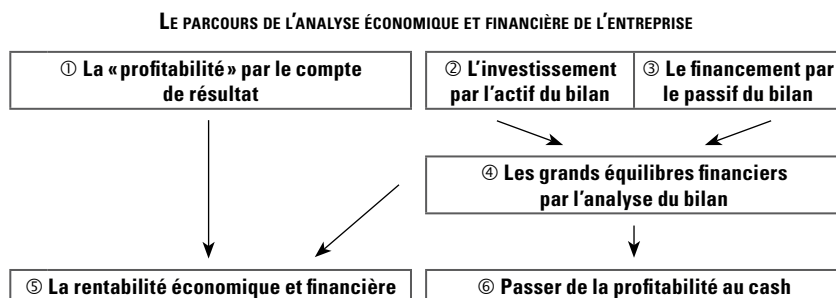 LE PARCOURS DE L'ANALYSE ÉCONOMIQUE ET FINANCIÈRE DE L'ENTREPRISE
① La « profitabilité » par le compte
de résultat
② L'investissement
par l'actif du bilan
③ Le financement par
le passif du bilan
④ Les grands équilibres financiers
par l'analyse du bilan
⑤ La rentabilité économique et financière
⑥ Passer de la profitabilité au cash